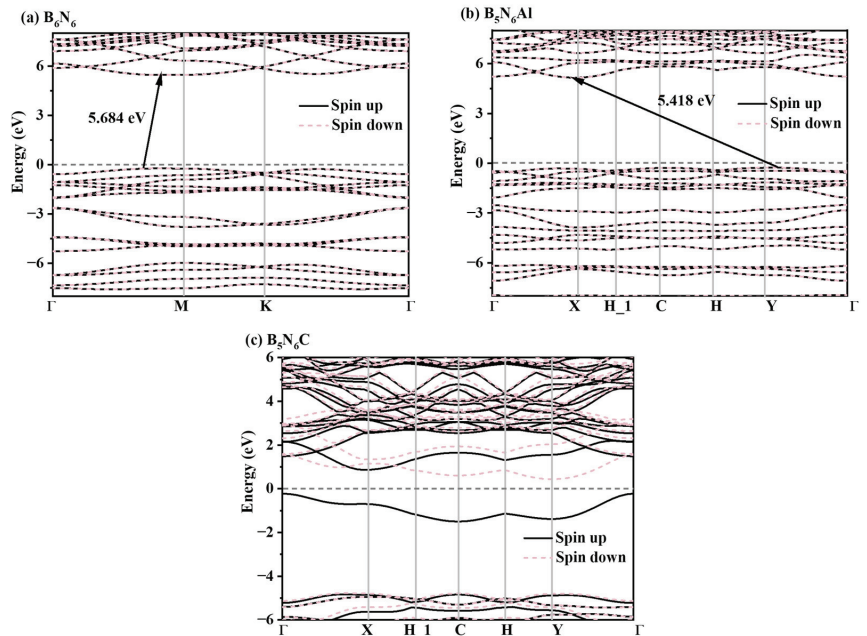 (a) B₆N₆
Energy (eV)
6
3
0
−3
−6
5.684 eV
Spin up
Spin down
Γ M K Γ
(b) B₅N₆Al
Energy (eV)
6
3
0
−3
−6
5.418 eV
Spin up
Spin down
Γ X H_1 C H Y Γ
(c) B₅N₆C
Energy (eV)
6
4
2
0
−2
−4
−6
Spin up
Spin down
Γ X H_1 C H Y Γ